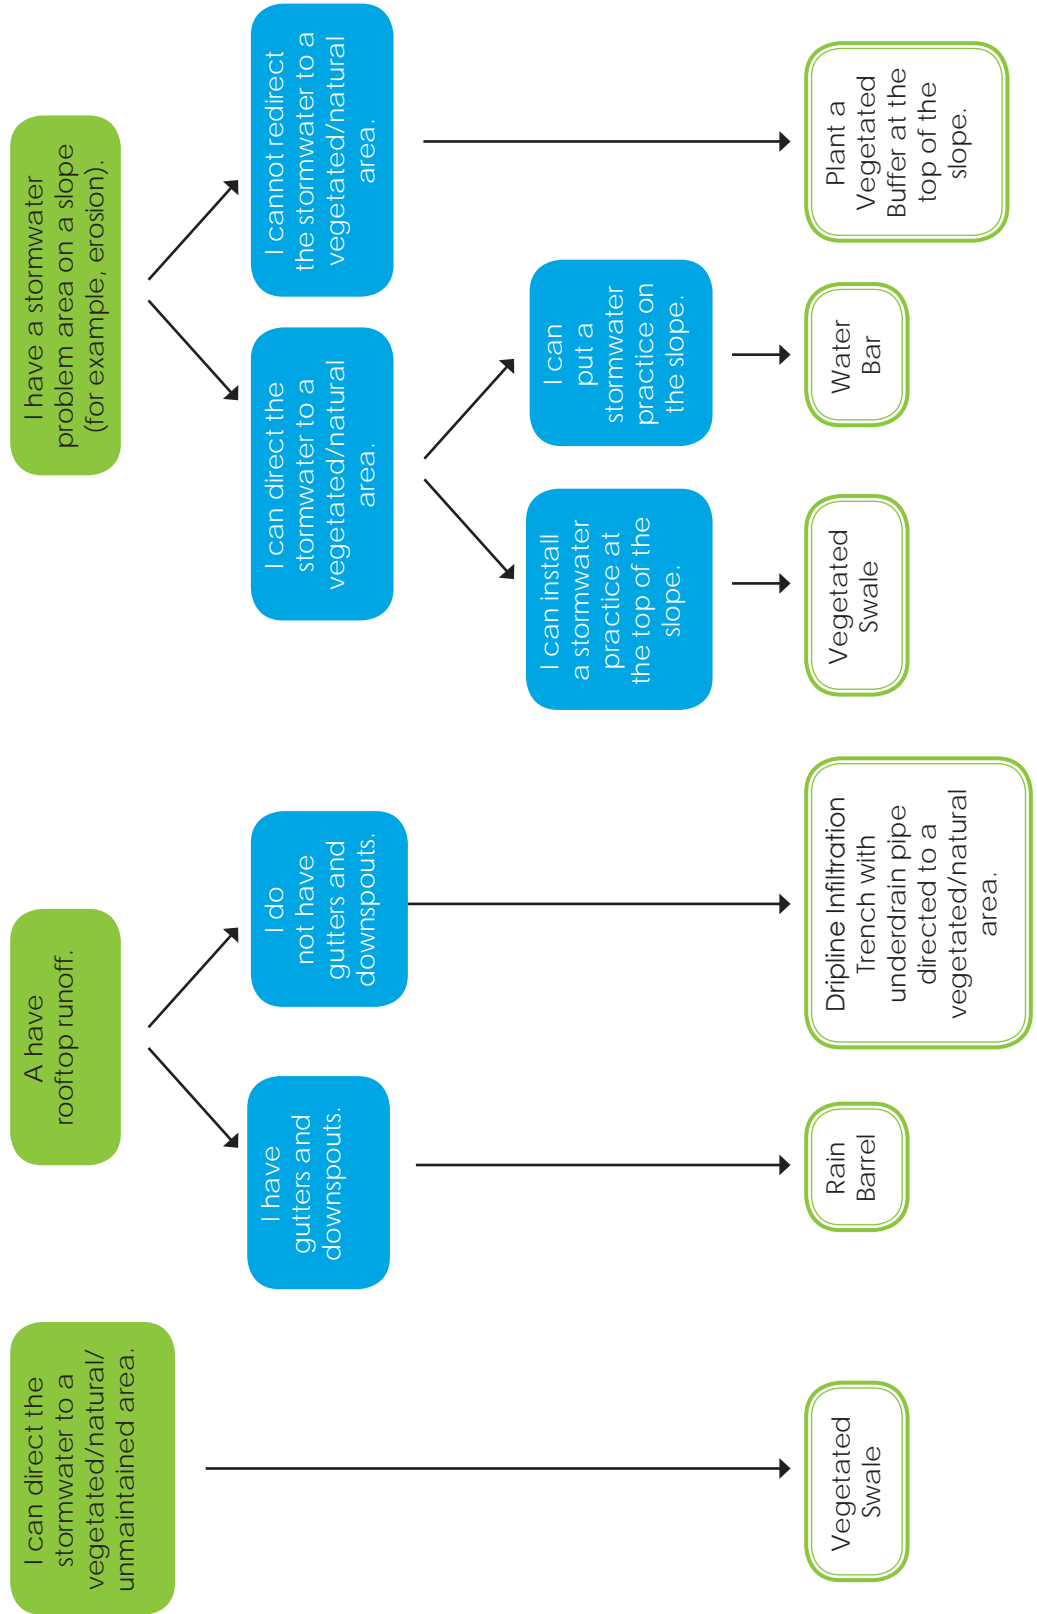 I can direct the
stormwater to a
vegetated/natural/
unmaintained area.
A have
rooftop runoff.
I have a stormwater
problem area on a slope
(for example, erosion).
I have
gutters and
downspouts.
I do
not have
gutters and
downspouts.
I can direct the
stormwater to a
vegetated/natural
area.
I cannot redirect
the stormwater to a
vegetated/natural
area.
I can install
a stormwater
practice at
the top of the
slope.
I can
put a
stormwater
practice on
the slope.
Vegetated
Swale
Rain
Barrel
Dripline Infiltration
Trench with
underdrain pipe
directed to a
vegetated/natural
area.
Vegetated
Swale
Water
Bar
Plant a
Vegetated
Buffer at the
top of the
slope.